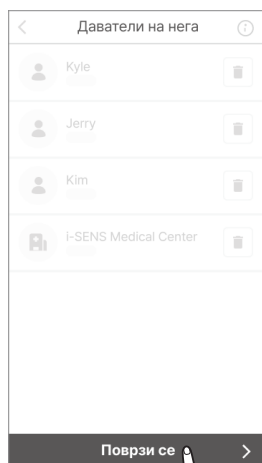 Даватели на нега
Kyle
Jerry
Kim
i-SENS Medical Center
Поврзи се